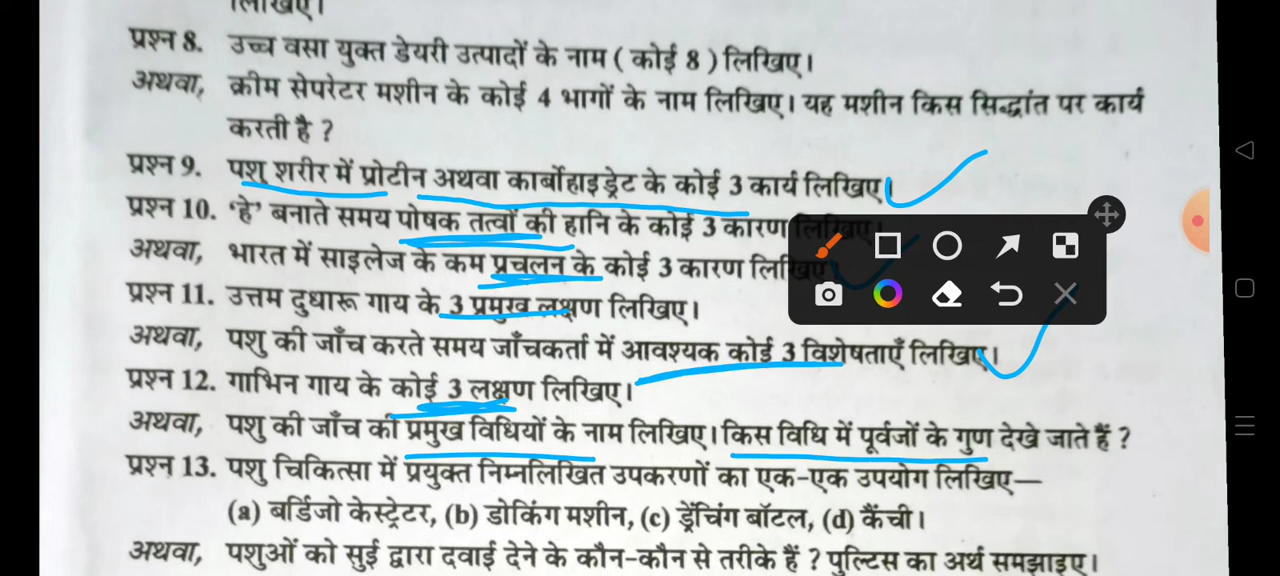 लिखिए।
प्रश्न 8. उच्च वसा युक्त डेयरी उत्पादों के नाम ( कोई 8 ) लिखिए।
अथवा, क्रीम सेपरेटर मशीन के कोई 4 भागों के नाम लिखिए। यह मशीन किस सिद्धांत पर कार्य
करती है ?
प्रश्न 9. पशु शरीर में प्रोटीन अथवा कार्बोहाइड्रेट के कोई 3 कार्य लिखिए।
प्रश्न 10. ‘हे’ बनाते समय पोषक तत्वों की हानि के कोई 3 कारण लिखिए।
अथवा, भारत में साइलेज के कम प्रचलन के कोई 3 कारण लिखिए
प्रश्न 11. उत्तम दुधारू गाय के 3 प्रमुख लक्षण लिखिए।
अथवा, पशु की जाँच करते समय जाँचकर्ता में आवश्यक कोई 3 विशेषताएँ लिखिए।
प्रश्न 12. गाभिन गाय के कोई 3 लक्षण लिखिए।
अथवा, पशु की जाँच की प्रमुख विधियों के नाम लिखिए। किस विधि में पूर्वजों के गुण देखे जाते हैं ?
प्रश्न 13. पशु चिकित्सा में प्रयुक्त निम्नलिखित उपकरणों का एक-एक उपयोग लिखिए—
(a) बर्डिजो केस्ट्रेटर, (b) डोकिंग मशीन, (c) ड्रेंचिंग बॉटल, (d) कैंची।
अथवा, पशुओं को सुई द्वारा दवाई देने के कौन-कौन से तरीके हैं ? पुल्टिस का अर्थ समझाइए।